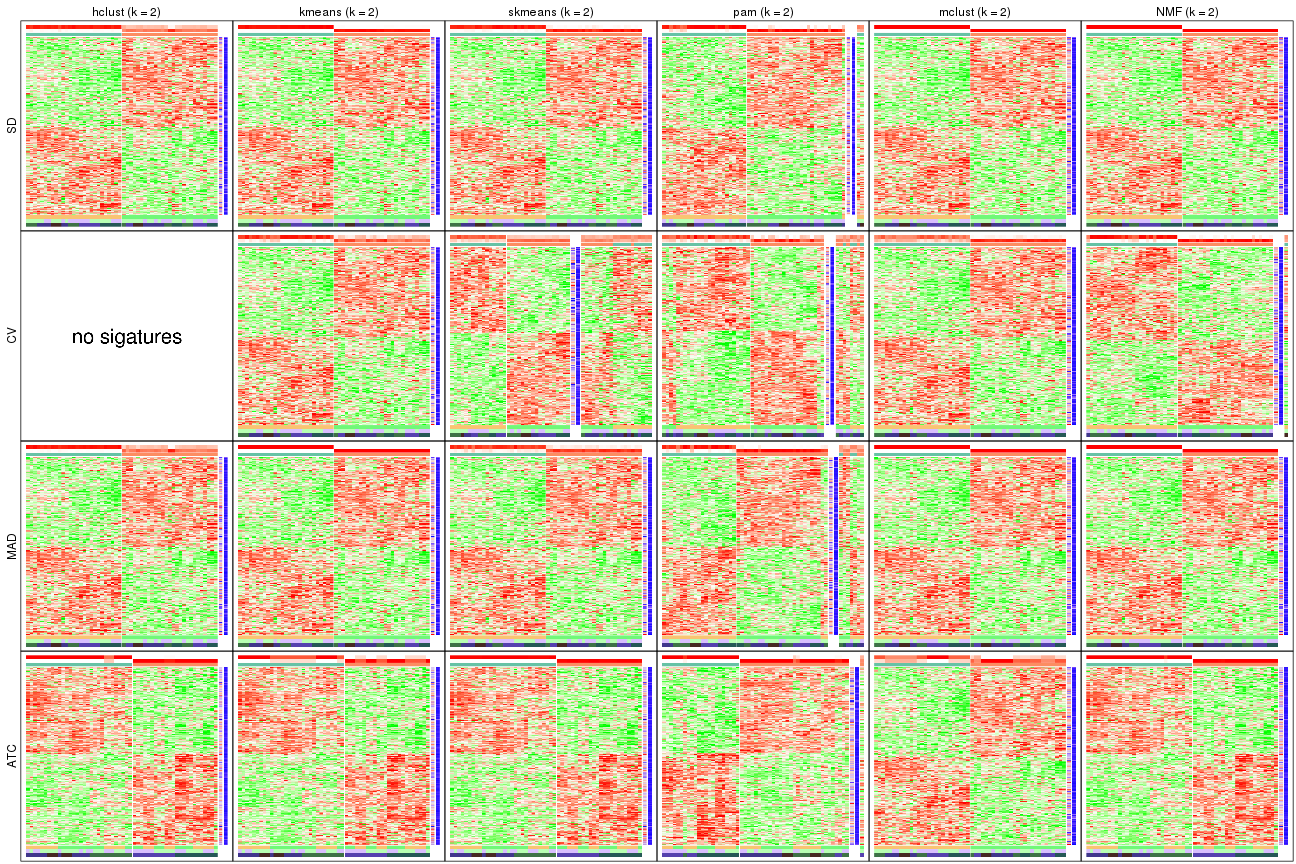 hclust (k = 2)
kmeans (k = 2)
skmeans (k = 2)
pam (k = 2)
mclust (k = 2)
NMF (k = 2)
SD
CV
no sigatures
MAD
ATC